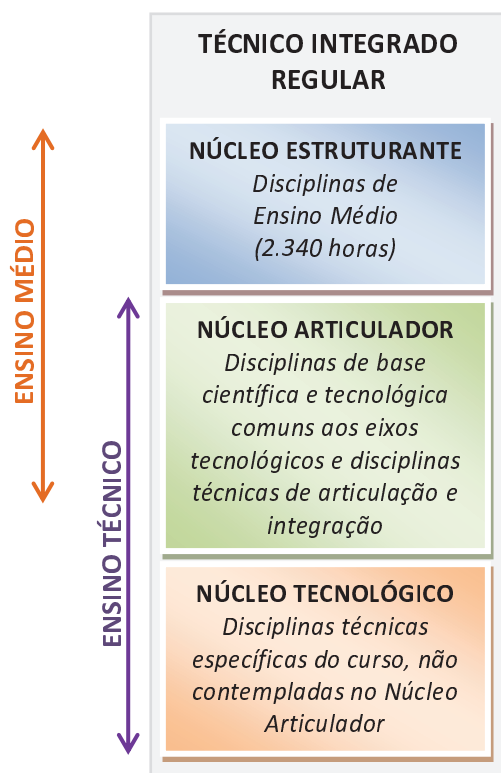 TÉCNICO INTEGRADO
REGULAR
NÚCLEO ESTRUTURANTE
Disciplinas de
Ensino Médio
(2.340 horas)
NÚCLEO ARTICULADOR
Disciplinas de base
científica e tecnológica
comuns aos eixos
tecnológicos e disciplinas
técnicas de articulação e
integração
NÚCLEO TECNOLÓGICO
Disciplinas técnicas
específicas do curso, não
contempladas no Núcleo
Articulador
ENSINO MÉDIO
ENSINO TÉCNICO